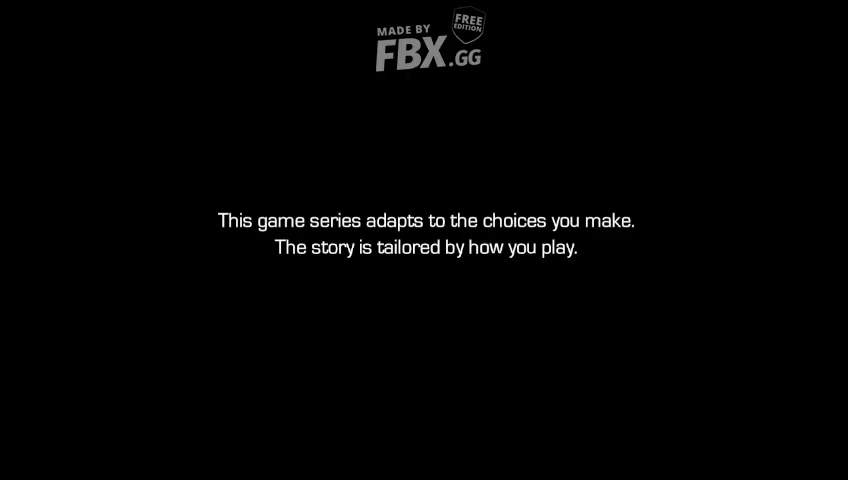 MADE BY
FREE
EDITION
FBX.GG
This game series adapts to the choices you make.
The story is tailored by how you play.